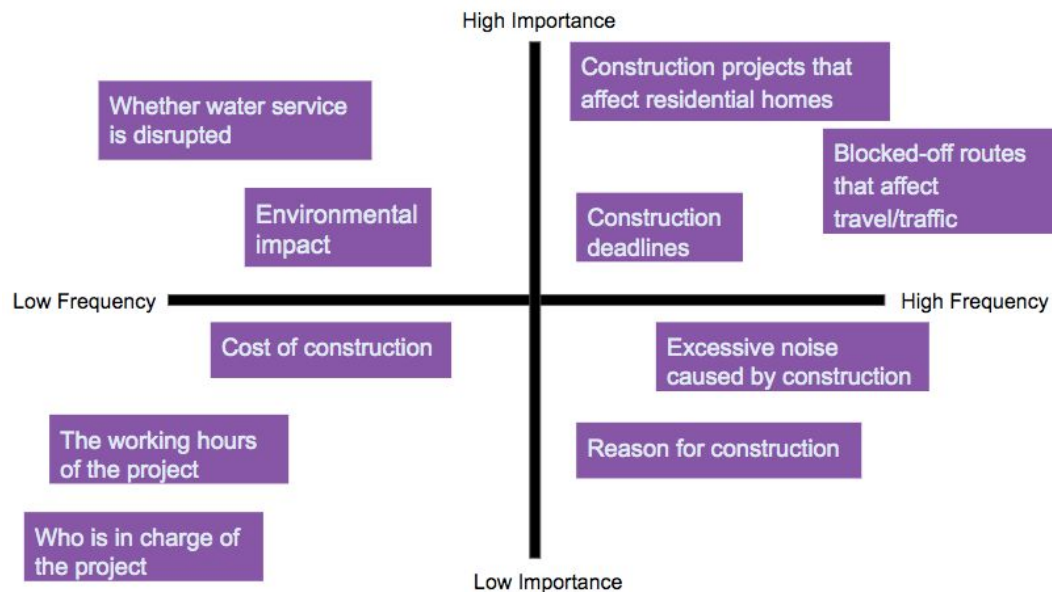 High Importance
Construction projects that
affect residential homes
Whether water service
is disrupted
Blocked-off routes
that affect
travel/traffic
Environmental
impact
Construction
deadlines
Low Frequency
High Frequency
Cost of construction
Excessive noise
caused by construction
The working hours
of the project
Reason for construction
Who is in charge of
the project
Low Importance